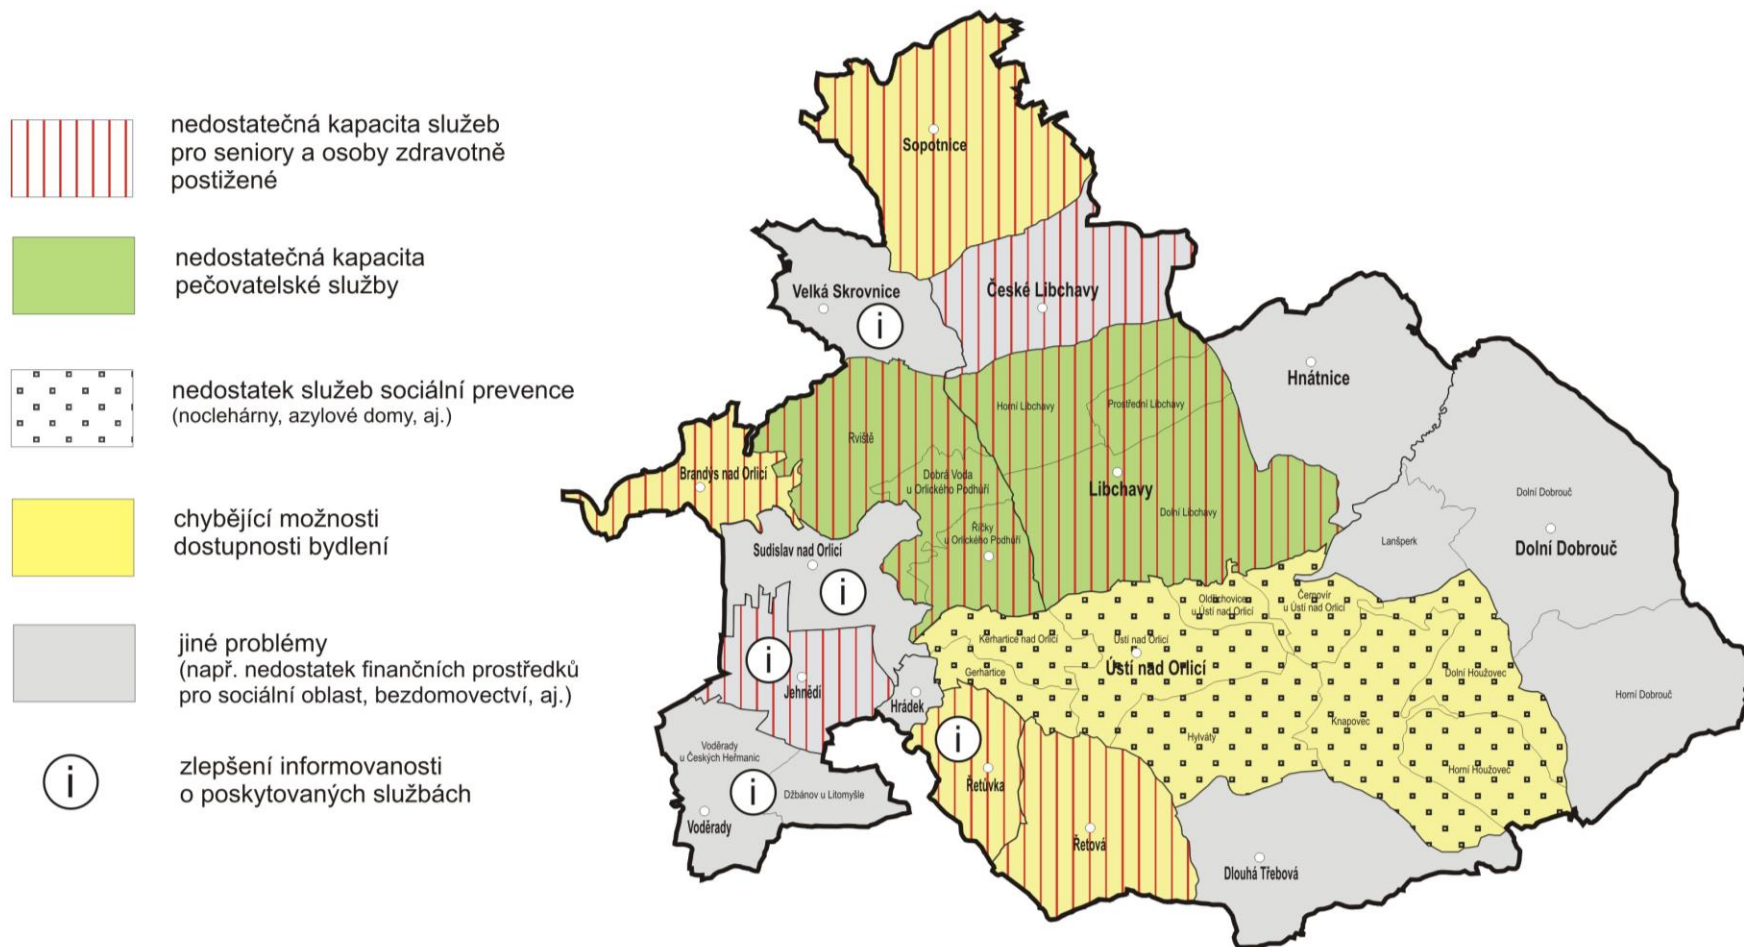 nedostatečná kapacita služeb
pro seniory a osoby zdravotně
postižené
nedostatečná kapacita
pečovatelské služby
nedostatek služeb sociální prevence
(noclehárny, azylové domy, aj.)
chybějící možnosti
dostupnosti bydlení
jiné problémy
(např. nedostatek finančních prostředků
pro sociální oblast, bezdomovectví, aj.)
i
zlepšení informovanosti
o poskytovaných službách
Sopotnice
Velká Skrovnice
i
České Libchavy
Hnátnice
Horní Libchavy
Prostřední Libchavy
Rviště
Brandýs nad Orlicí
Dobrá Voda
u Orlického Podhůří
Libchavy
Dolní Libchavy
Dolní Dobrouč
Říčky
u Orlického Podhůří
Lanšperk
Dolní Dobrouč
Sudislav nad Orlicí
i
Oldřichovice
u Ústí nad Orlicí
Černovír
u Ústí nad Orlicí
Kerhartice nad Orlicí
Ústí nad Orlicí
Ústí nad Orlicí
Gerhartice
Dolní Houžovec
Horní Dobrouč
i
Jehnědí
Hrádek
Knapovec
Hylváty
i
Řetůvka
Horní Houžovec
Voděrady
u Českých Heřmanic
i
Džbánov u Litomyšle
Voděrady
Řetová
Dlouhá Třebová